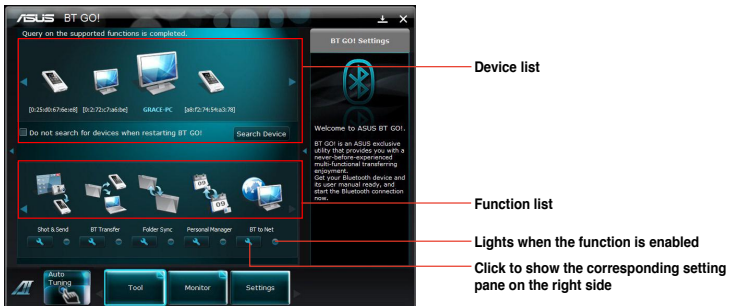 ASUS BT GO!
Query on the supported functions is completed.
[0:25:d0:67:6e:e8] [0:2:72:c7:a6:be] GRACE-PC [a8:f2:74:54:a3:78]
Do not search for devices when restarting BT GO! Search Device
Shot & Send BT Transfer Folder Sync Personal Manager BT to Net
Auto Tuning
Tool
Monitor
Settings
BT GO! Settings
Welcome to ASUS BT GO!.
BT GO! is an ASUS exclusive
utility that provides you with a
never-before-experienced
multi-functional transferring
enjoyment.
Get your Bluetooth device and
its user manual ready, and
start the Bluetooth connection
now.
Device list
Function list
Lights when the function is enabled
Click to show the corresponding setting
pane on the right side